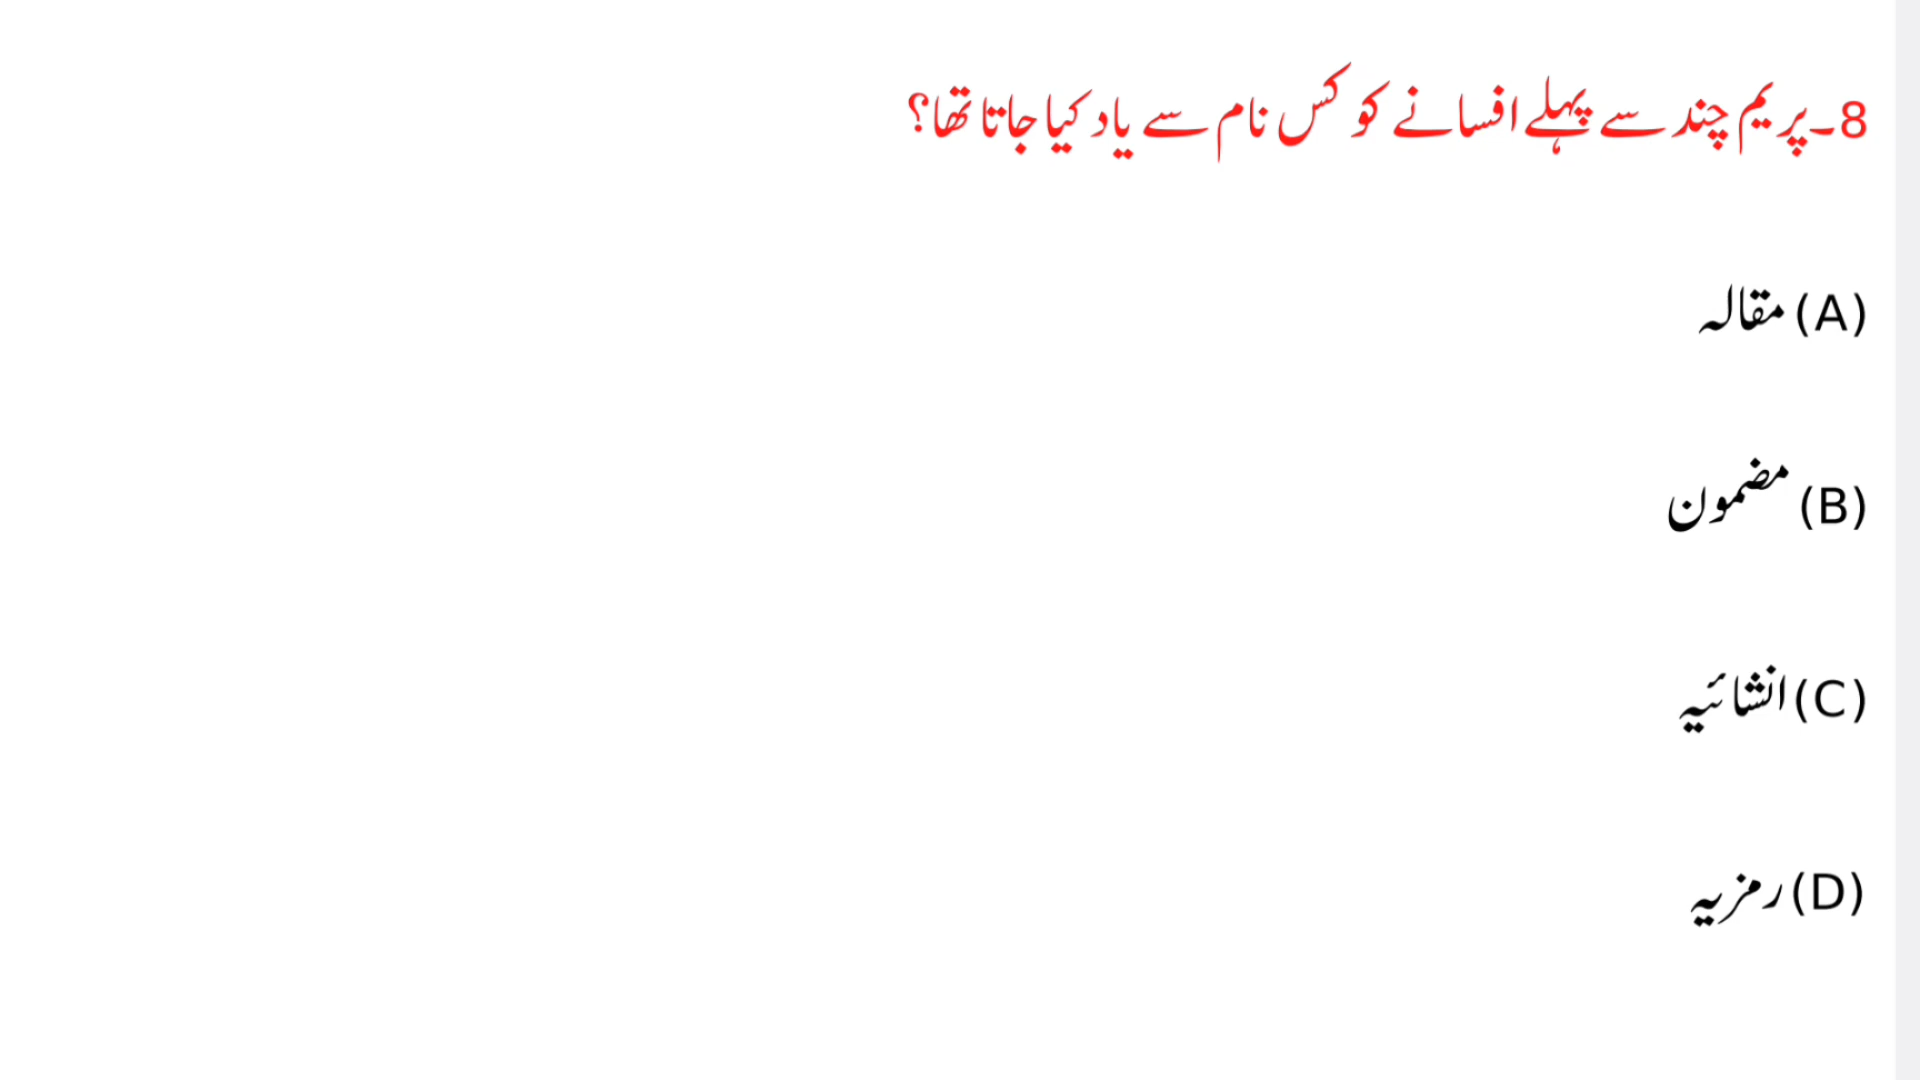 8۔پریم چند سے پہلے افسانے کو کس نام سے یاد کیا جاتا تھا؟
(A) مقالہ
(B) مضمون
(C) انشائیہ
(D) رمزیہ